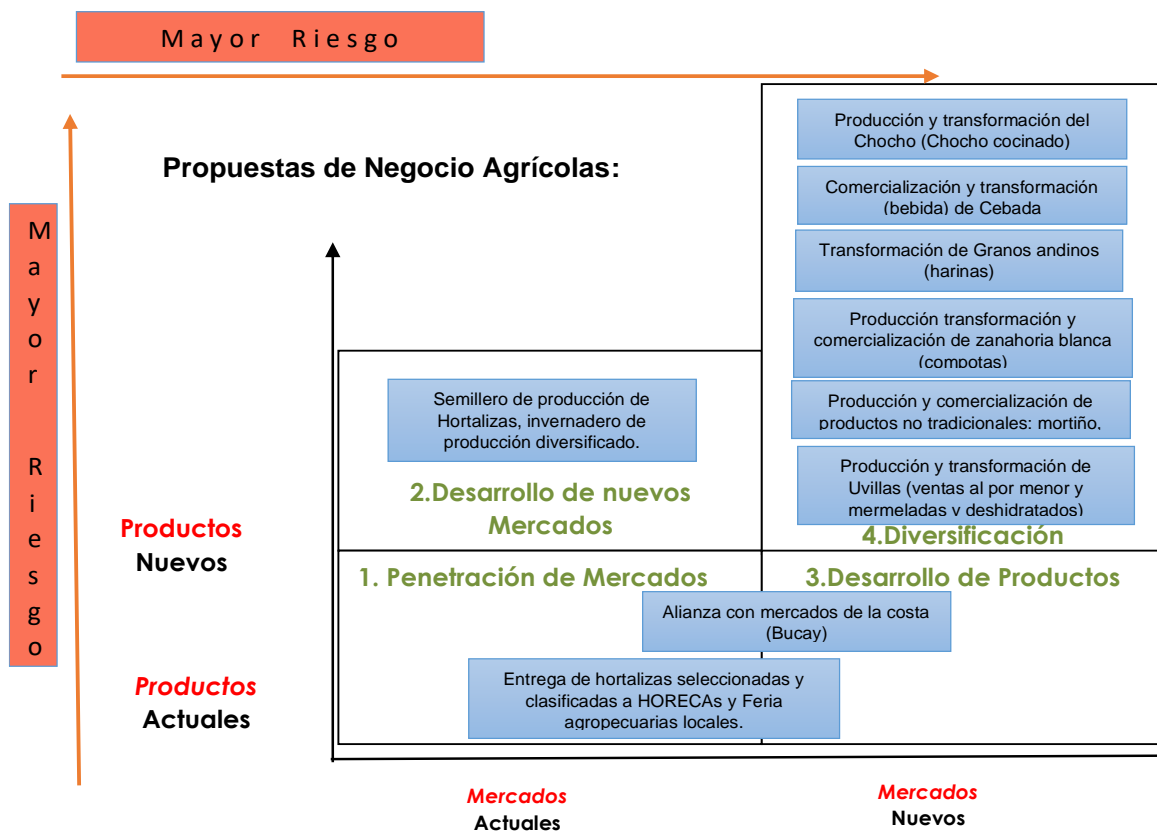 Mayor Riesgo
Mayor Riesgo
Propuestas de Negocio Agrícolas:
Producción y transformación del
Chocho (Chocho cocinado)
Comercialización y transformación
(bebida) de Cebada
Transformación de Granos andinos
(harinas)
Producción transformación y
comercialización de zanahoria blanca
(compotas)
Producción y comercialización de
productos no tradicionales: mortiño,
Producción y transformación de
Uvillas (ventas al por menor y
mermeladas y deshidratados)
4.Diversificación
Semillero de producción de
Hortalizas, invernadero de
producción diversificado.
2.Desarrollo de nuevos
Mercados
Productos
Nuevos
1. Penetración de Mercados
3.Desarrollo de Productos
Alianza con mercados de la costa
(Bucay)
Entrega de hortalizas seleccionadas y
clasificadas a HORECAs y Feria
agropecuarias locales.
Productos
Actuales
Mercados
Actuales
Mercados
Nuevos